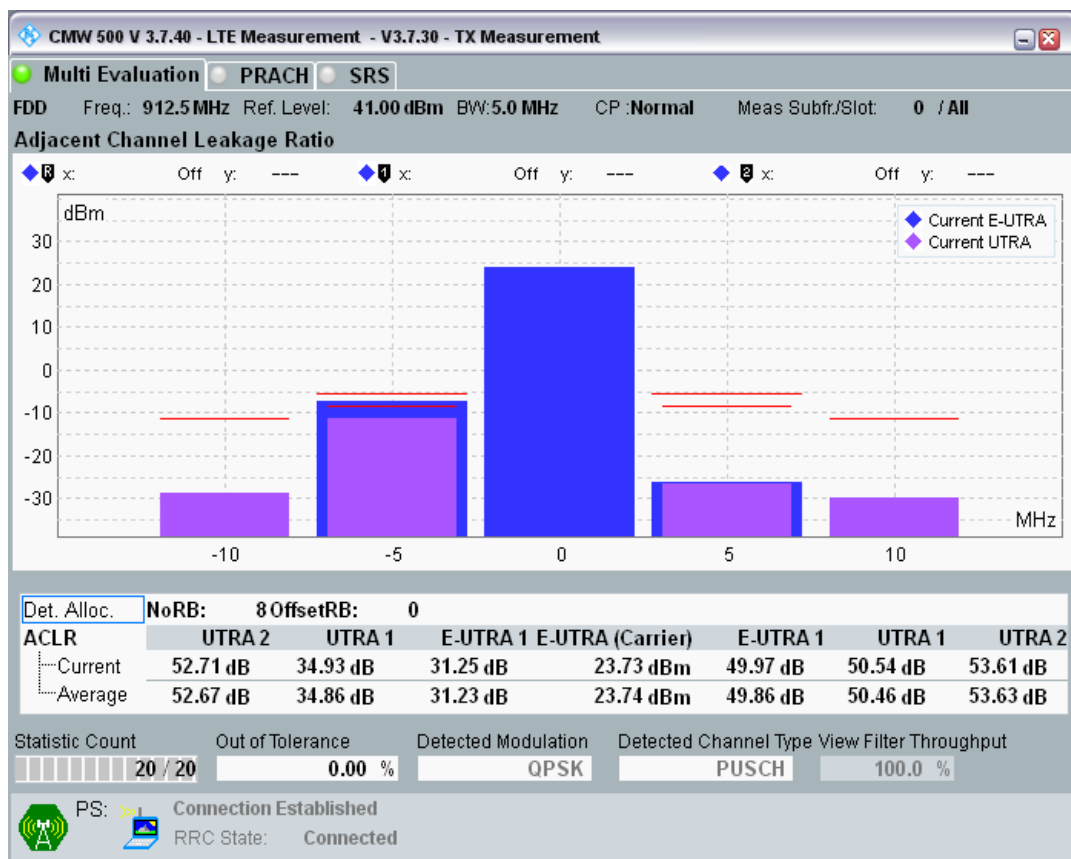 CMW 500 V 3.7.40 - LTE Measurement - V3.7.30 - TX Measurement
Multi Evaluation PRACH SRS
FDD Freq.: 912.5 MHz Ref. Level: 41.00 dBm BW:5.0 MHz CP :Normal Meas Subfr./Slot: 0 / All
Adjacent Channel Leakage Ratio
R x: Off y: --- 1 x: Off y: --- 2 x: Off y: ---
dBm
Current E-UTRA
Current UTRA
30
20
10
0
-10
-20
-30
MHz
-10 -5 0 5 10
Det. Alloc. NoRB: 8 OffsetRB: 0
ACLR UTRA 2 UTRA 1 E-UTRA 1 E-UTRA (Carrier) E-UTRA 1 UTRA 1 UTRA 2
Current 52.71 dB 34.93 dB 31.25 dB 23.73 dBm 49.97 dB 50.54 dB 53.61 dB
Average 52.67 dB 34.86 dB 31.23 dB 23.74 dBm 49.86 dB 50.46 dB 53.63 dB
Statistic Count Out of Tolerance Detected Modulation Detected Channel Type View Filter Throughput
20 / 20 0.00 % QPSK PUSCH 100.0 %
PS: Connection Established
RRC State: Connected